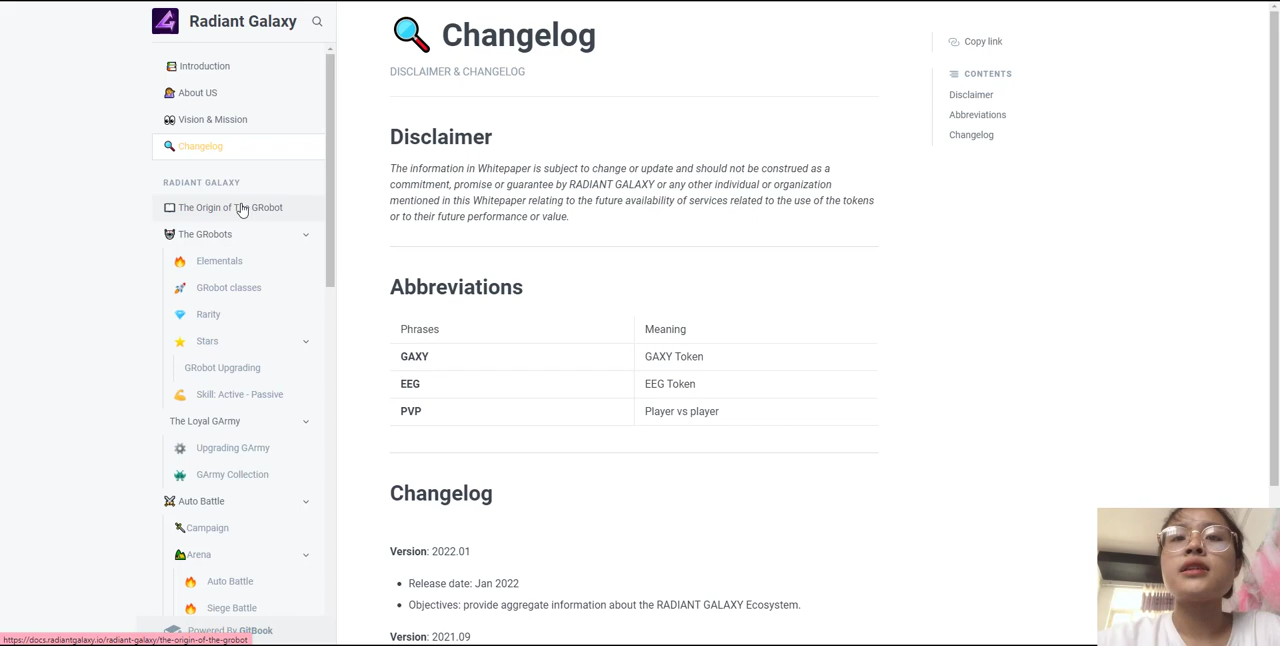 Radiant Galaxy
Introduction
About US
Vision & Mission
Changelog
RADIANT GALAXY
The Origin of The GRobot
The GRobots
Elementals
GRobot classes
Rarity
Stars
GRobot Upgrading
Skill: Active - Passive
The Loyal GArmy
Upgrading GArmy
GArmy Collection
Auto Battle
Campaign
Arena
Auto Battle
Siege Battle
Powered By GitBook
https://docs.radiantgalaxy.io/radiant-galaxy/the-origin-of-the-grobot
Changelog
DISCLAIMER & CHANGELOG
Disclaimer
The information in Whitepaper is subject to change or update and should not be construed as a
commitment, promise or guarantee by RADIANT GALAXY or any other individual or organization
mentioned in this Whitepaper relating to the future availability of services related to the use of the tokens
or to their future performance or value.
Abbreviations
Phrases Meaning
GAXY GAXY Token
EEG EEG Token
PVP Player vs player
Changelog
Version: 2022.01
Release date: Jan 2022
Objectives: provide aggregate information about the RADIANT GALAXY Ecosystem.
Version: 2021.09
Copy link
CONTENTS
Disclaimer
Abbreviations
Changelog